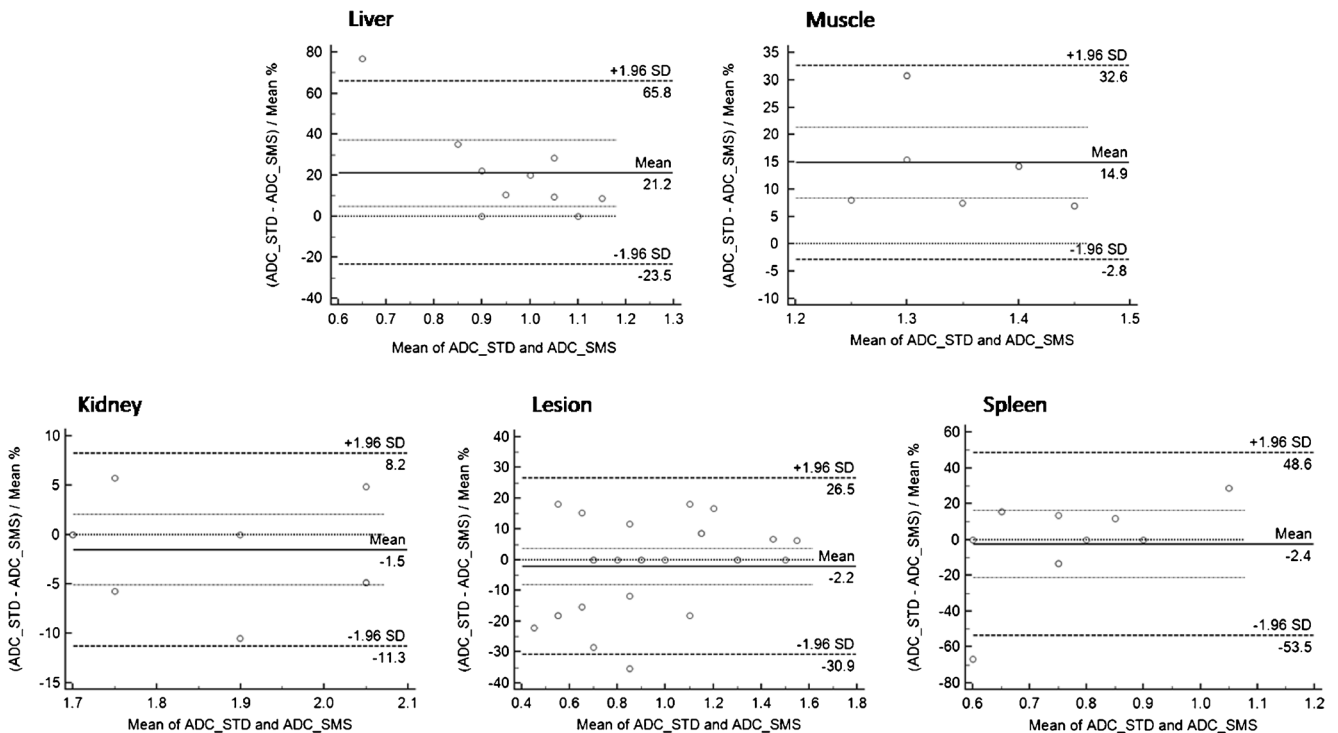 Liver
(ADC_STD - ADC_SMS) / Mean %
80
60
40
20
0
-20
-40
+1.96 SD
65.8
Mean
21.2
-1.96 SD
-23.5
0.6 0.7 0.8 0.9 1.0 1.1 1.2 1.3
Mean of ADC_STD and ADC_SMS
Muscle
(ADC_STD - ADC_SMS) / Mean %
35
30
25
20
15
10
5
0
-5
-10
+1.96 SD
32.6
Mean
14.9
-1.96 SD
-2.8
1.2 1.3 1.4 1.5
Mean of ADC_STD and ADC_SMS
Kidney
(ADC_STD - ADC_SMS) / Mean %
10
5
0
-5
-10
-15
+1.96 SD
8.2
Mean
-1.5
-1.96 SD
-11.3
1.7 1.8 1.9 2.0 2.1
Mean of ADC_STD and ADC_SMS
Lesion
(ADC_STD - ADC_SMS) / Mean %
40
30
20
10
0
-10
-20
-30
-40
+1.96 SD
26.5
Mean
-2.2
-1.96 SD
-30.9
0.4 0.6 0.8 1.0 1.2 1.4 1.6 1.8
Mean of ADC_STD and ADC_SMS
Spleen
(ADC_STD - ADC_SMS) / Mean %
60
40
20
0
-20
-40
-60
-80
+1.96 SD
48.6
Mean
-2.4
-1.96 SD
-53.5
0.6 0.7 0.8 0.9 1.0 1.1 1.2
Mean of ADC_STD and ADC_SMS